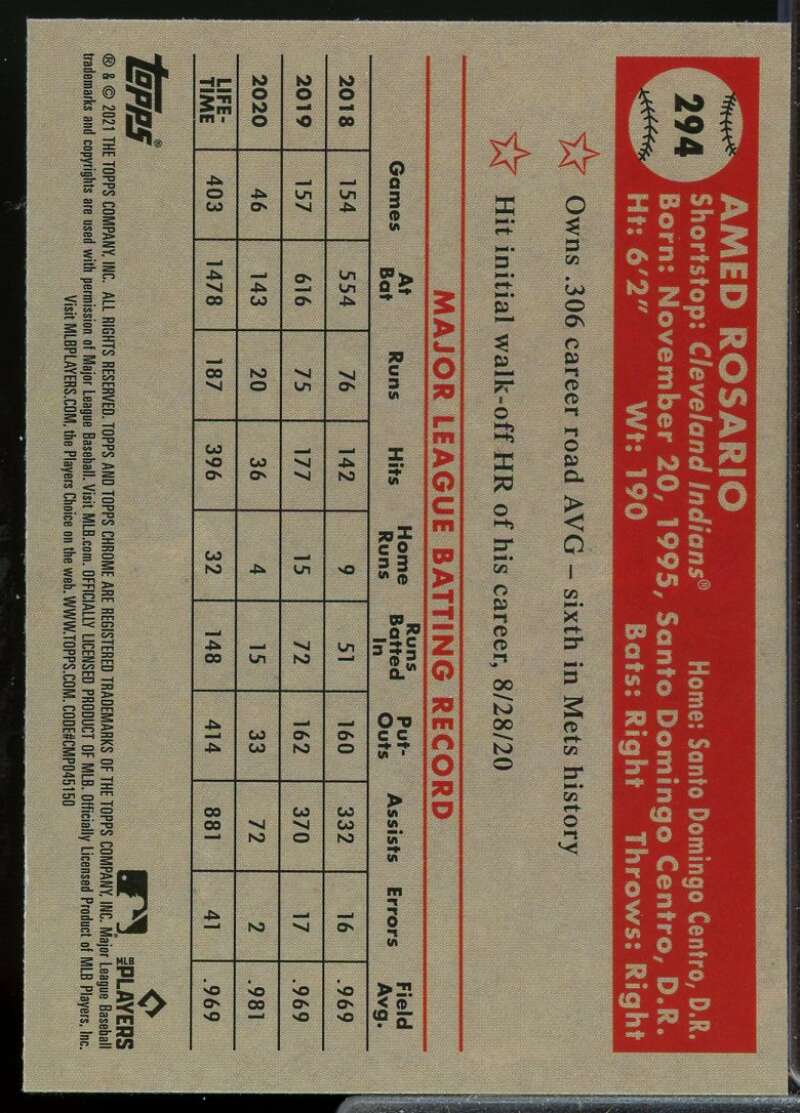 294
AMED ROSARIO
Shortstop: Cleveland Indians® Home: Santo Domingo Centro, D.R.
Born: November 20, 1995, Santo Domingo Centro, D.R.
Ht: 6'2" Wt: 190 Bats: Right Throws: Right
Owns .306 career road AVG – sixth in Mets history
Hit initial walk-off HR of his career, 8/28/20
MAJOR LEAGUE BATTING RECORD
Games At Bat Runs Hits Home Runs Runs Batted In Put-Outs Assists Errors Field Avg.
2018 154 554 76 142 9 51 160 332 16 .969
2019 157 616 75 177 15 72 162 370 17 .969
2020 46 143 20 36 4 15 33 72 2 .981
LIFE-TIME 403 1478 187 396 32 148 414 881 41 .969
topps®
MLB PLAYERS
® & © 2021 THE TOPPS COMPANY, INC. ALL RIGHTS RESERVED. TOPPS AND TOPPS CHROME ARE REGISTERED TRADEMARKS OF THE TOPPS COMPANY, INC. Major League Baseball
trademarks and copyrights are used with permission of Major League Baseball. Visit MLB.com. OFFICIALLY LICENSED PRODUCT OF MLB. Officially Licensed Product of MLB Players, Inc.
Visit MLBPLAYERS.COM, the Players Choice on the web. WWW.TOPPS.COM. CODE#CMP045150